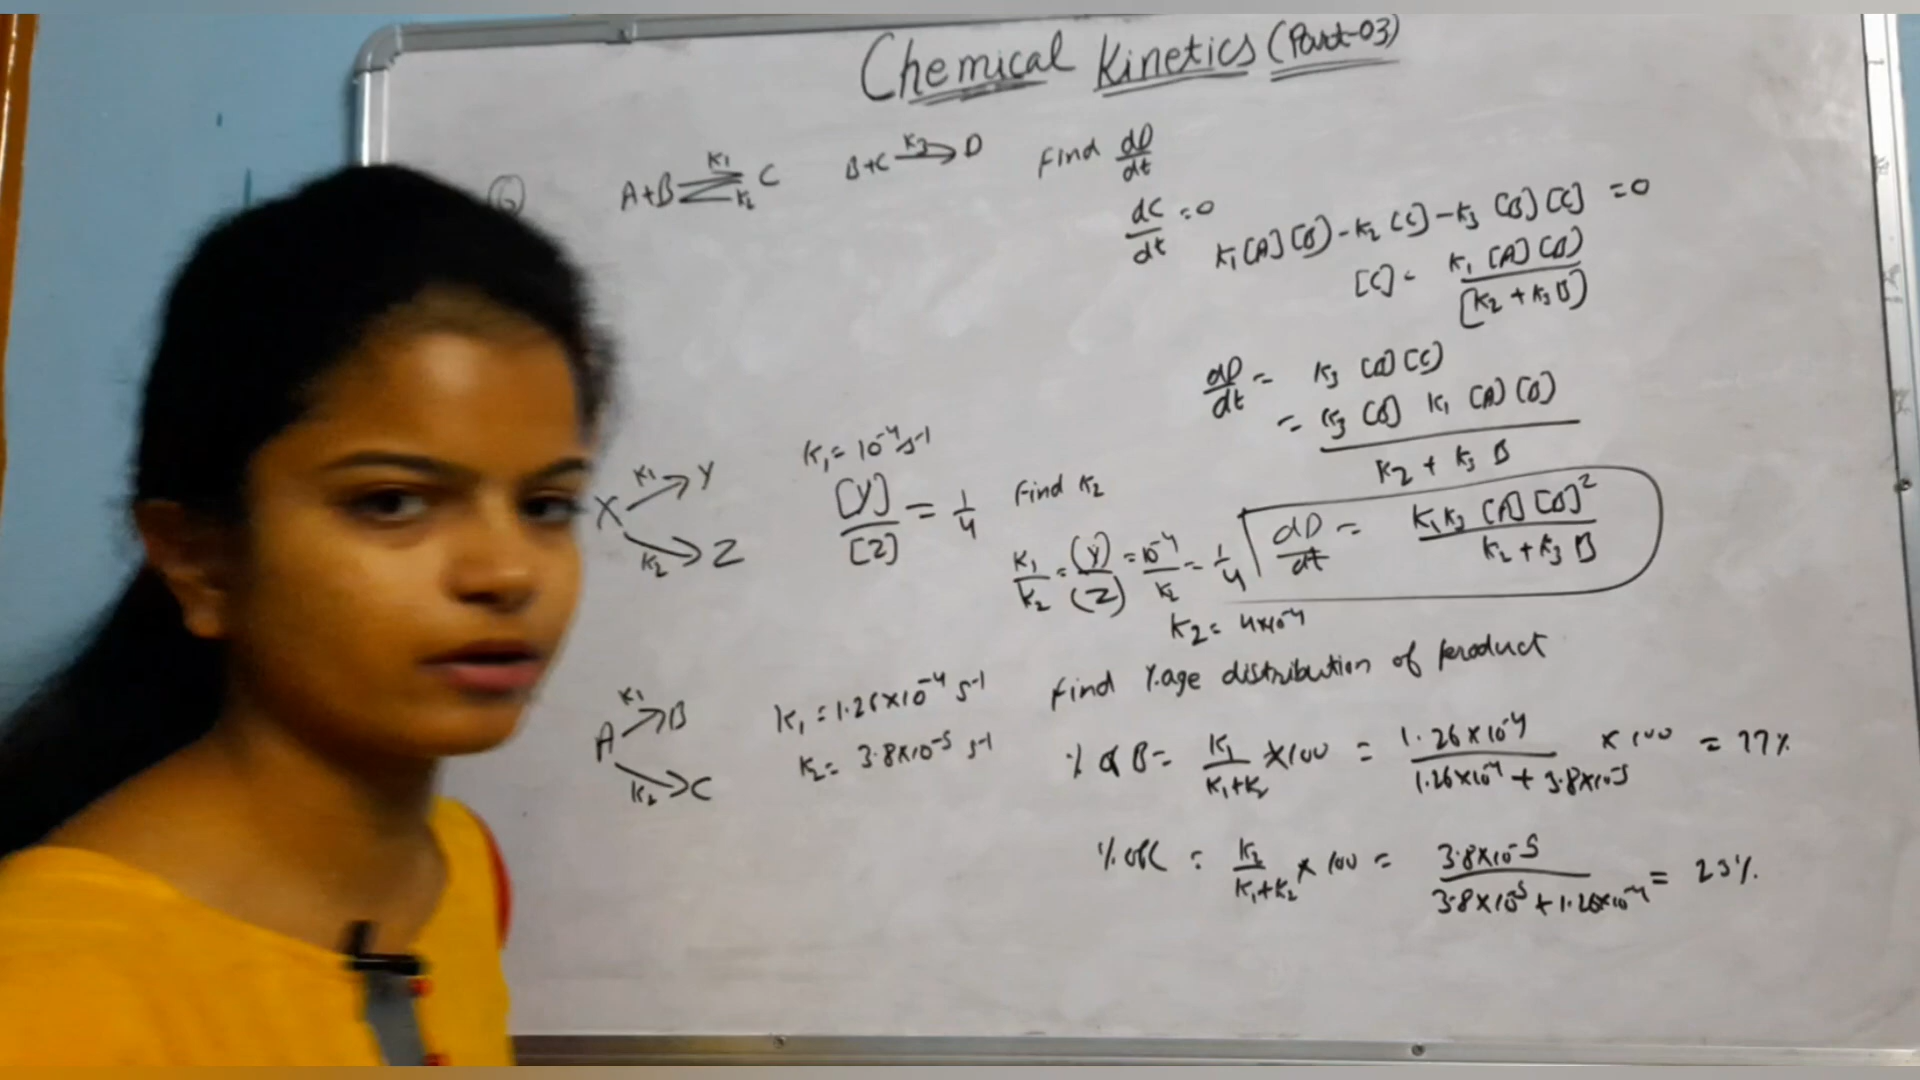 Chemical Kinetics (Part-03)
A+B ⇌ C B+C → D Find dD/dt
K1 K2 K3
dC/dt = 0
K1[A][B] - K2[C] - K3[B][C] = 0
[C] = K1[A][B] / [K2 + K3 B]
dD/dt = K3 [B][C]
= K3 [B] K1 [A][B] / K2 + K3 B
dD/dt = K1K3 [A][B]² / K2 + K3 B
X → Y K1
X → Z K2
K1 = 10⁻⁴ s⁻¹
[Y]/[Z] = 1/4 Find K2
K1/K2 = (Y)/(Z) = 10⁻⁴/K2 = 1/4
K2 = 4×10⁻⁴
A → B K1
A → C K2
K1 = 1.26×10⁻⁴ s⁻¹
K2 = 3.8×10⁻⁵ s⁻¹
Find %age distribution of product
% of B = K1/K1+K2 ×100 = 1.26×10⁻⁴ / 1.26×10⁻⁴ + 3.8×10⁻⁵ ×100 = 77%
% of C = K2/K1+K2 × 100 = 3.8×10⁻⁵ / 3.8×10⁻⁵ + 1.26×10⁻⁴ = 23%